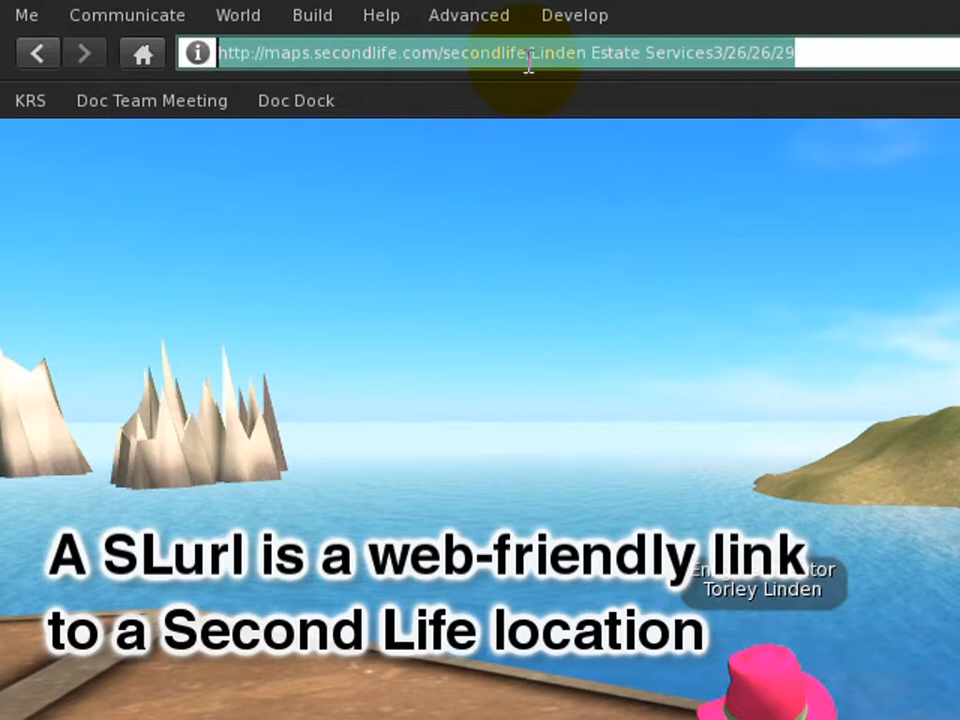 Me Communicate World Build Help Advanced Develop
http://maps.secondlife.com/secondlife/Linden Estate Services3/26/26/29
KRS Doc Team Meeting Doc Dock
A SLurl is a web-friendly link
Torley Linden
to a Second Life location